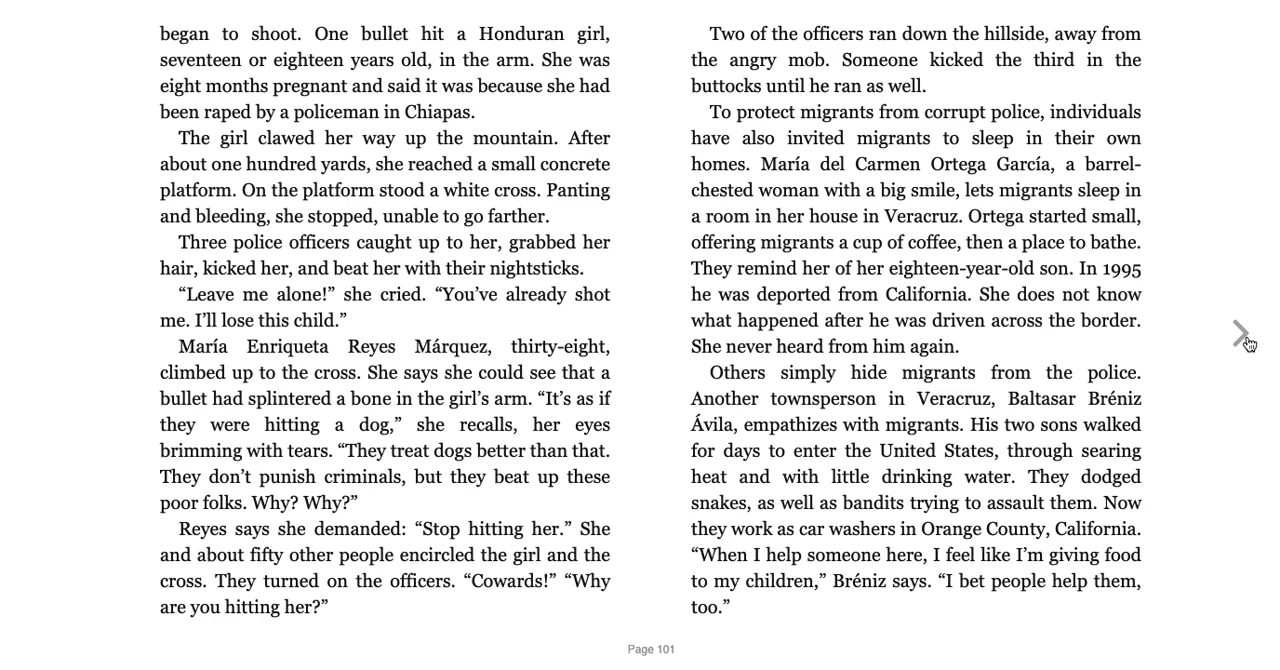 began to shoot. One bullet hit a Honduran girl,
seventeen or eighteen years old, in the arm. She was
eight months pregnant and said it was because she had
been raped by a policeman in Chiapas.
The girl clawed her way up the mountain. After
about one hundred yards, she reached a small concrete
platform. On the platform stood a white cross. Panting
and bleeding, she stopped, unable to go farther.
Three police officers caught up to her, grabbed her
hair, kicked her, and beat her with their nightsticks.
“Leave me alone!” she cried. “You’ve already shot
me. I’ll lose this child.”
María Enriqueta Reyes Márquez, thirty-eight,
climbed up to the cross. She says she could see that a
bullet had splintered a bone in the girl’s arm. “It’s as if
they were hitting a dog,” she recalls, her eyes
brimming with tears. “They treat dogs better than that.
They don’t punish criminals, but they beat up these
poor folks. Why? Why?”
Reyes says she demanded: “Stop hitting her.” She
and about fifty other people encircled the girl and the
cross. They turned on the officers. “Cowards!” “Why
are you hitting her?”
Two of the officers ran down the hillside, away from
the angry mob. Someone kicked the third in the
buttocks until he ran as well.
To protect migrants from corrupt police, individuals
have also invited migrants to sleep in their own
homes. María del Carmen Ortega García, a barrel-
chested woman with a big smile, lets migrants sleep in
a room in her house in Veracruz. Ortega started small,
offering migrants a cup of coffee, then a place to bathe.
They remind her of her eighteen-year-old son. In 1995
he was deported from California. She does not know
what happened after he was driven across the border.
She never heard from him again.
Others simply hide migrants from the police.
Another townsperson in Veracruz, Baltasar Bréniz
Ávila, empathizes with migrants. His two sons walked
for days to enter the United States, through searing
heat and with little drinking water. They dodged
snakes, as well as bandits trying to assault them. Now
they work as car washers in Orange County, California.
“When I help someone here, I feel like I’m giving food
to my children,” Bréniz says. “I bet people help them,
too.”
Page 101